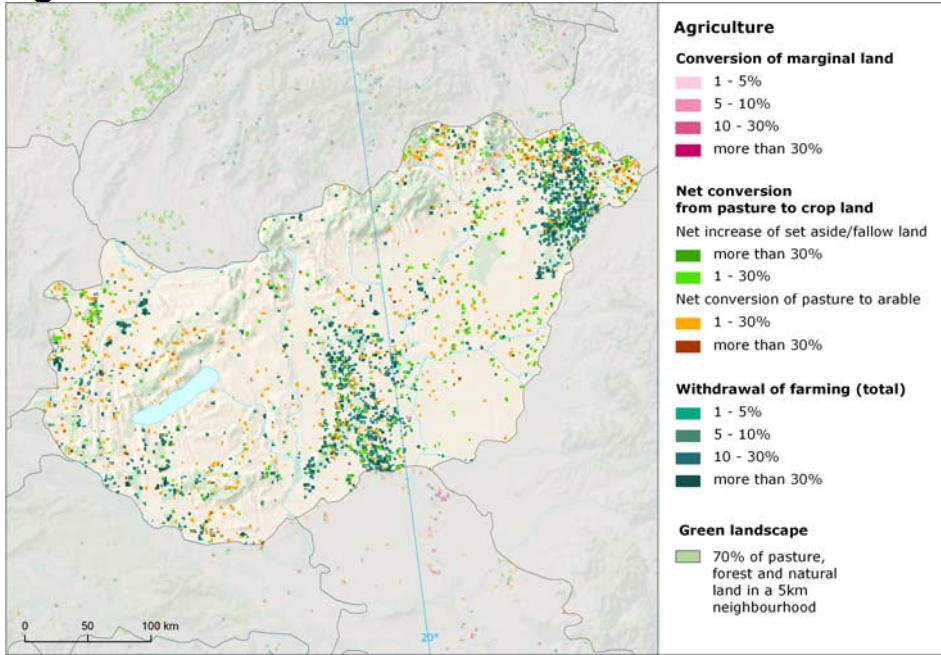 20°
20°
0 50 100 km
Agriculture
Conversion of marginal land
1 - 5%
5 - 10%
10 - 30%
more than 30%
Net conversion
from pasture to crop land
Net increase of set aside/fallow land
more than 30%
1 - 30%
Net conversion of pasture to arable
1 - 30%
more than 30%
Withdrawal of farming (total)
1 - 5%
5 - 10%
10 - 30%
more than 30%
Green landscape
70% of pasture,
forest and natural
land in a 5km
neighbourhood